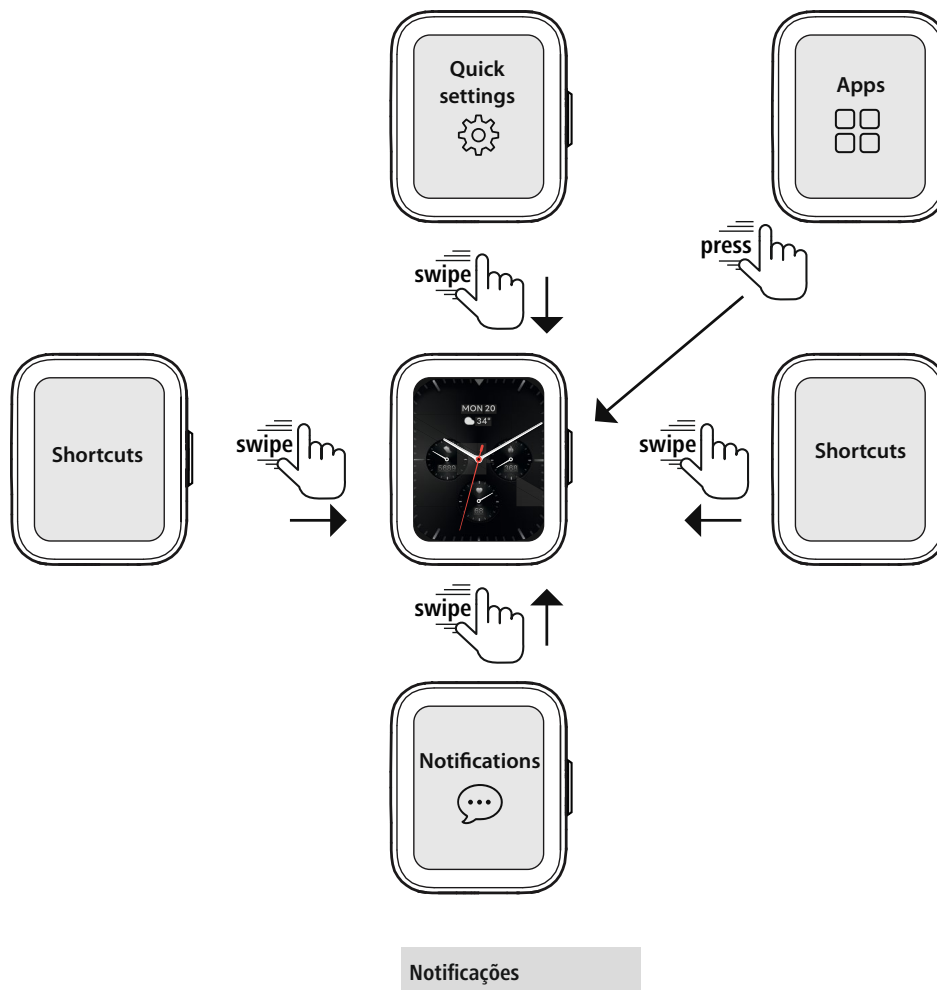 Quick
settings
Apps
press
swipe
MON 20
34°
Shortcuts
swipe
swipe
Shortcuts
5689
368
68
swipe
Notifications
Notificações